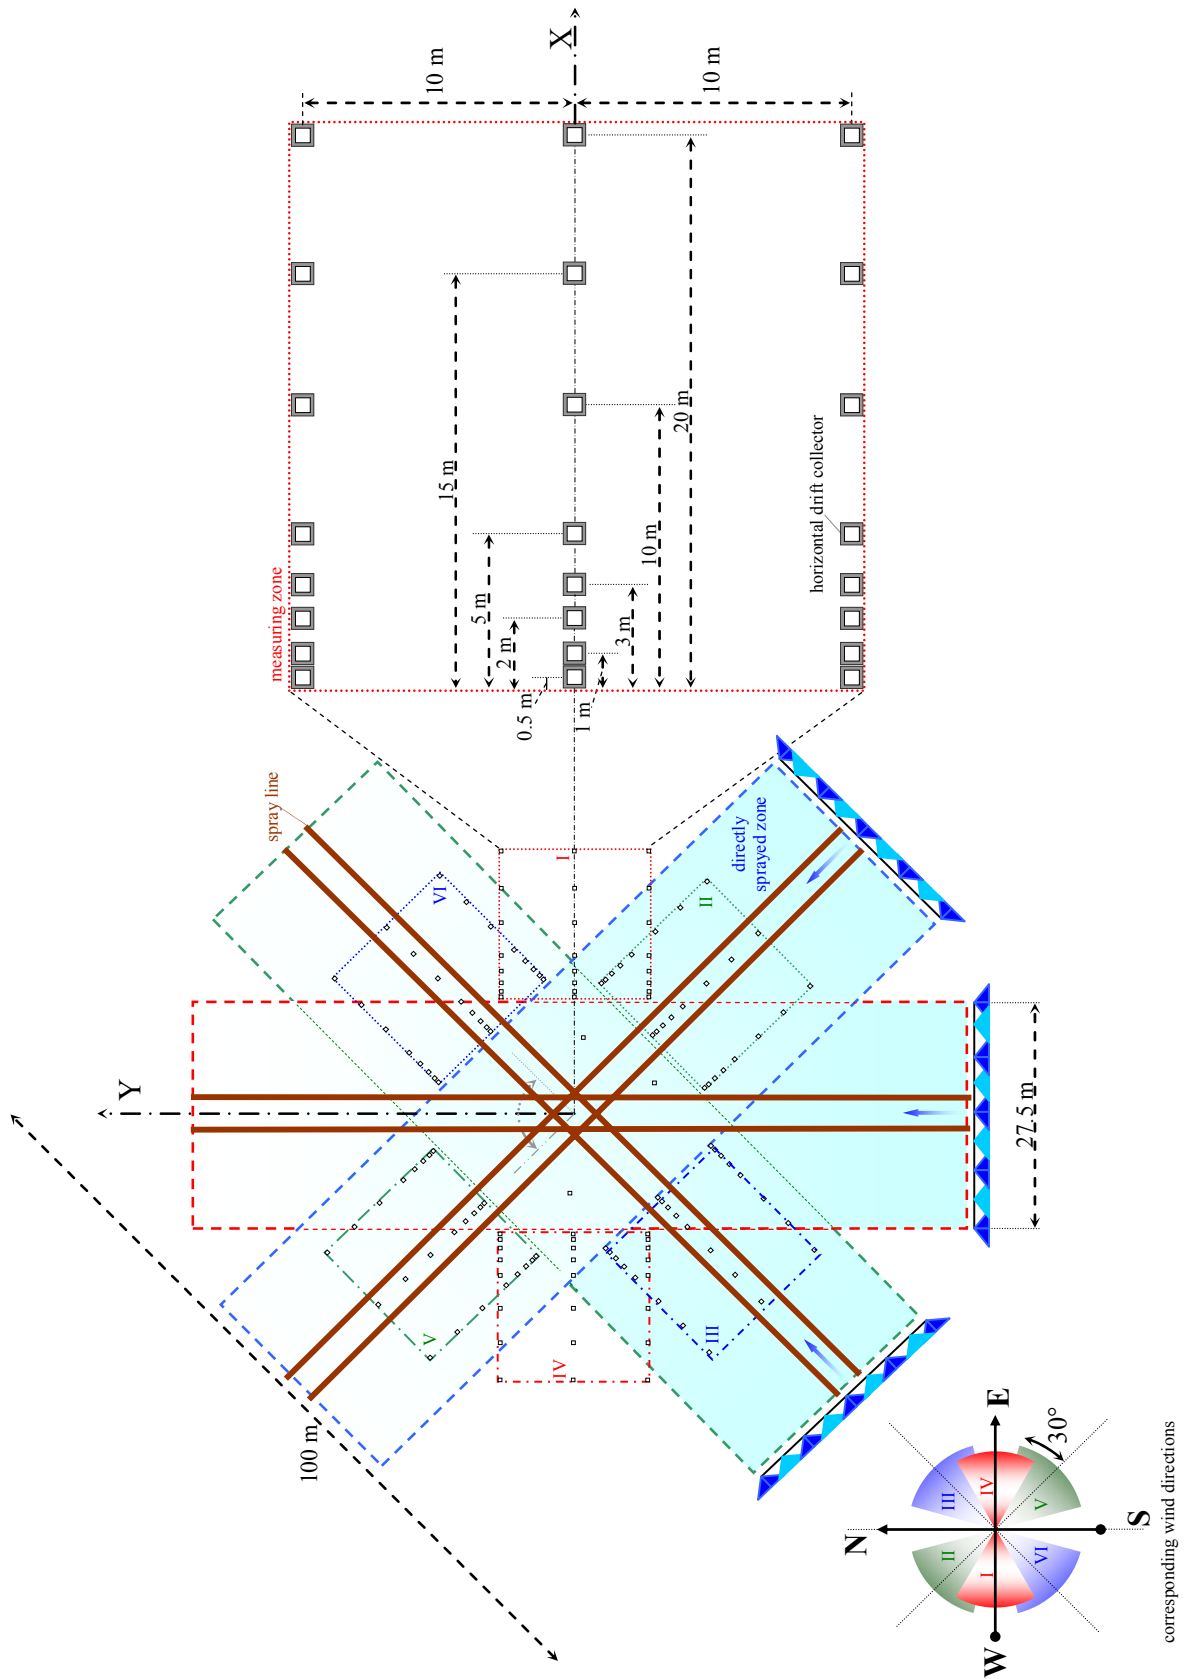 X
10 m
10 m
measuring zone
15 m
20 m
5 m
10 m
2 m
3 m
0.5 m
1 m
horizontal drift collector
spray line
directly
sprayed zone
I
VI
II
Y
27.5 m
V
IV
III
100 m
N
E
S
W
30°
III
IV
V
II
I
VI
corresponding wind directions